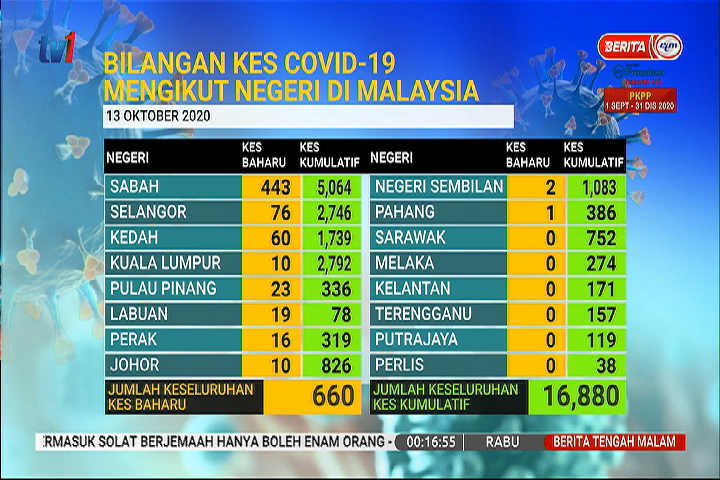 tv1
BERITA rtm
BILANGAN KES COVID-19
MENGIKUT NEGERI DI MALAYSIA
PKPP
1 SEPT - 31 DIS 2020
13 OKTOBER 2020
NEGERI KES BAHARU KES KUMULATIF NEGERI KES BAHARU KES KUMULATIF
SABAH 443 5,064 NEGERI SEMBILAN 2 1,083
SELANGOR 76 2,746 PAHANG 1 386
KEDAH 60 1,739 SARAWAK 0 752
KUALA LUMPUR 10 2,792 MELAKA 0 274
PULAU PINANG 23 336 KELANTAN 0 171
LABUAN 19 78 TERENGGANU 0 157
PERAK 16 319 PUTRAJAYA 0 119
JOHOR 10 826 PERLIS 0 38
JUMLAH KESELURUHAN KES BAHARU 660 JUMLAH KESELURUHAN KES KUMULATIF 16,880
ERMASUK SOLAT BERJEMAAH HANYA BOLEH ENAM ORANG - 00:16:55 RABU BERITA TENGAH MALAM